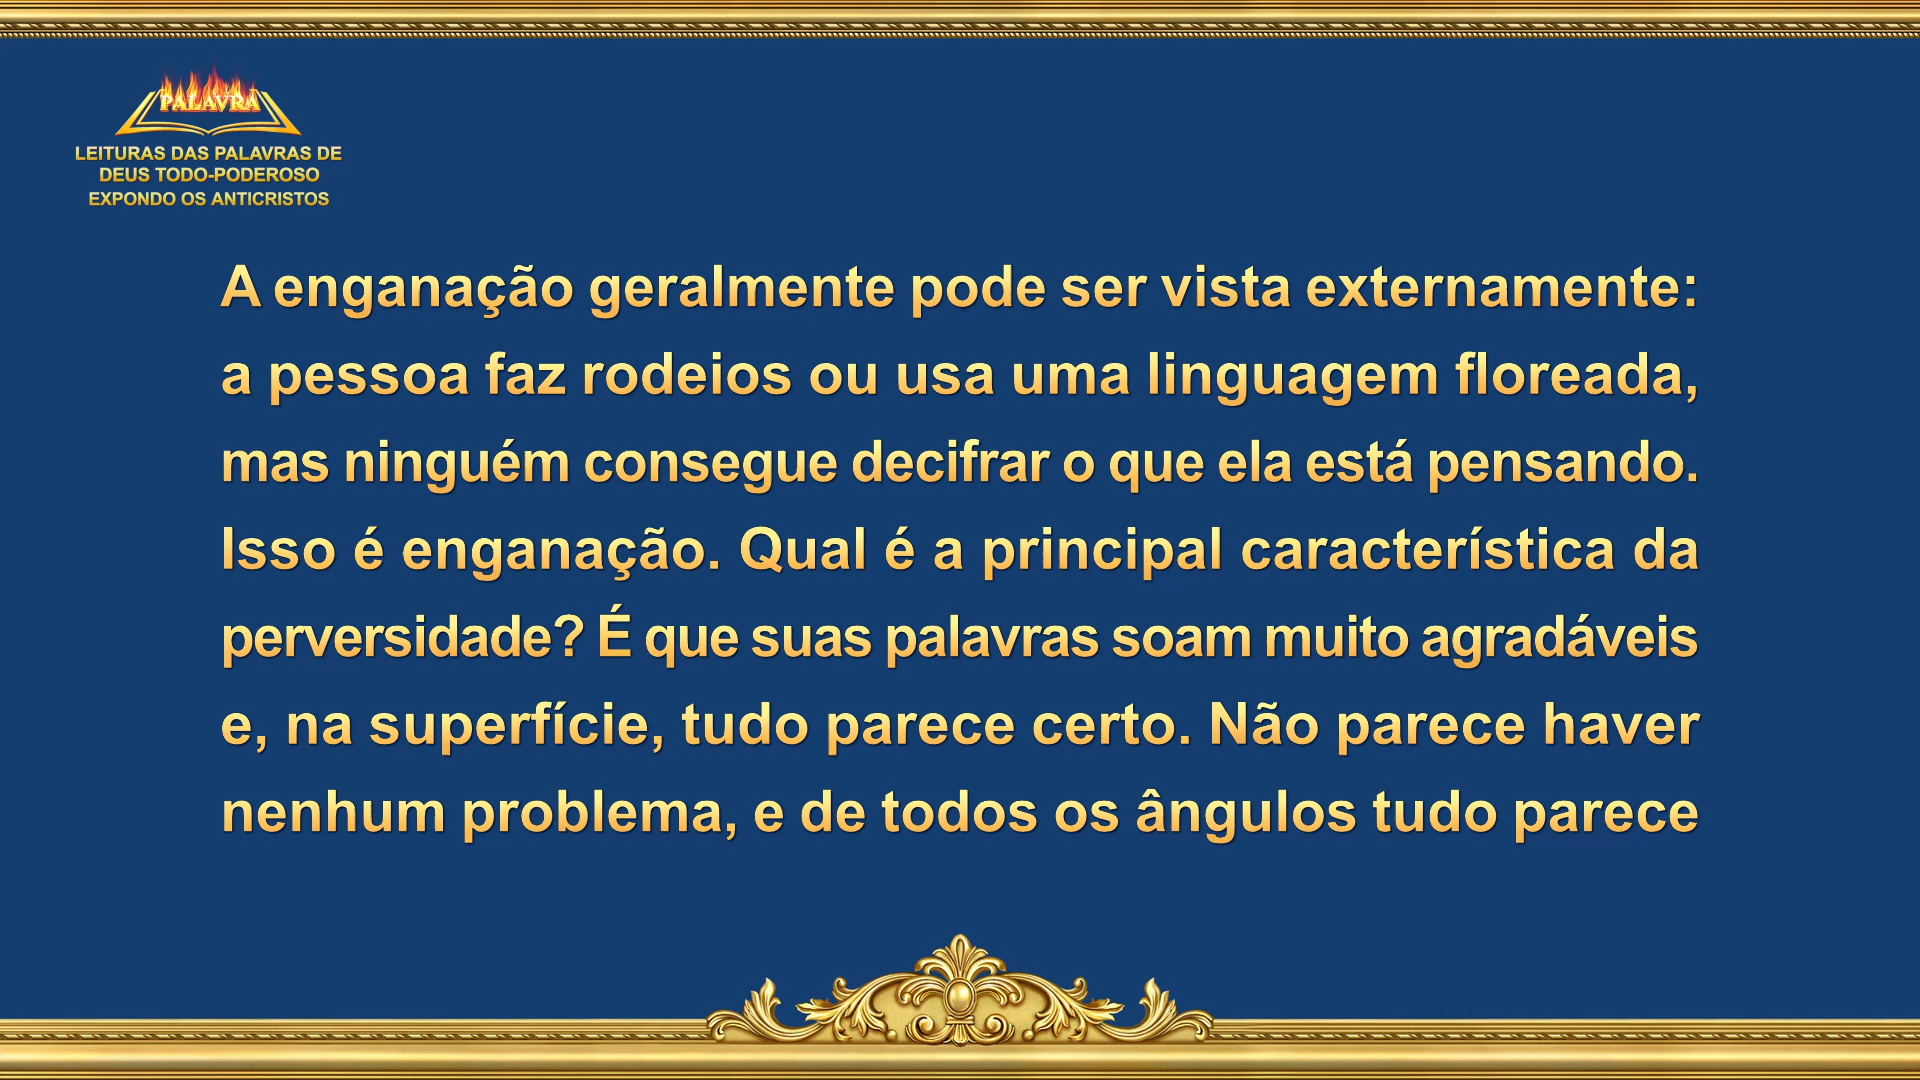 PALAVRA
LEITURAS DAS PALAVRAS DE
DEUS TODO-PODEROSO
EXPONDO OS ANTICRISTOS
A enganação geralmente pode ser vista externamente:
a pessoa faz rodeios ou usa uma linguagem floreada,
mas ninguém consegue decifrar o que ela está pensando.
Isso é enganação. Qual é a principal característica da
perversidade? É que suas palavras soam muito agradáveis
e, na superfície, tudo parece certo. Não parece haver
nenhum problema, e de todos os ângulos tudo parece